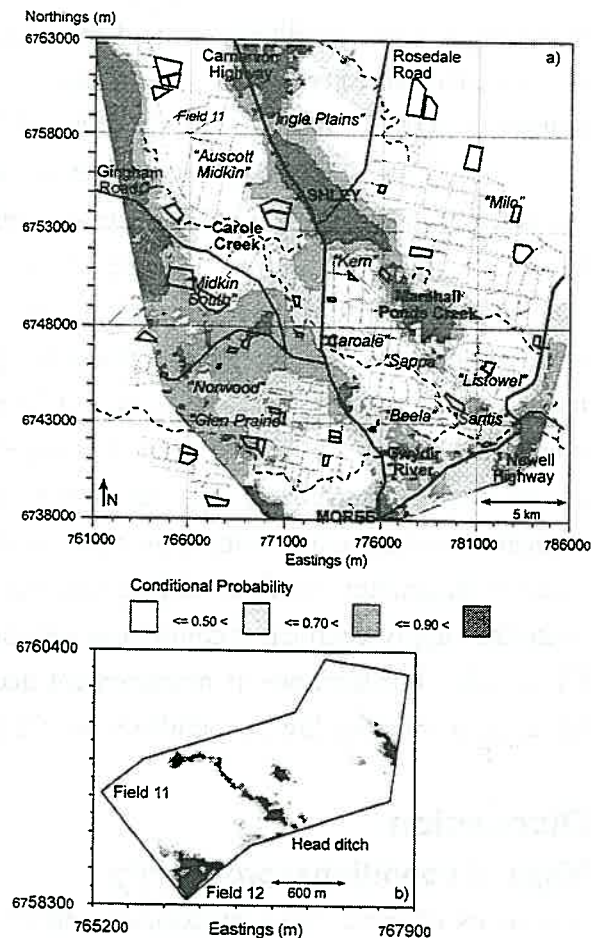 Northings (m)
6763000
6758000
6753000
6748000
6743000
6738000
Cameron
Highway
Rosedale
Road
a)
Field 11
"Ingle Plains"
"Auscott
Midkin"
Gingham
Road
ASHLEY
"Milo"
Carole
Creek
"Kern"
"Midkin
South"
Marshall
Ponds Creek
"Caroale"
"Sappa"
"Norwood"
"Listowel"
"Glen Prairie"
"Beela"
Gwydir
River
Newell
Highway
N
MOREE
5 km
761000 766000 771000 776000 781000 786000
Eastings (m)
Conditional Probability
<= 0.50 < <= 0.70 < <= 0.90 <
6760400
Field 11
Head ditch
Field 12
600 m
b)
6758300
765200 Eastings (m) 767900